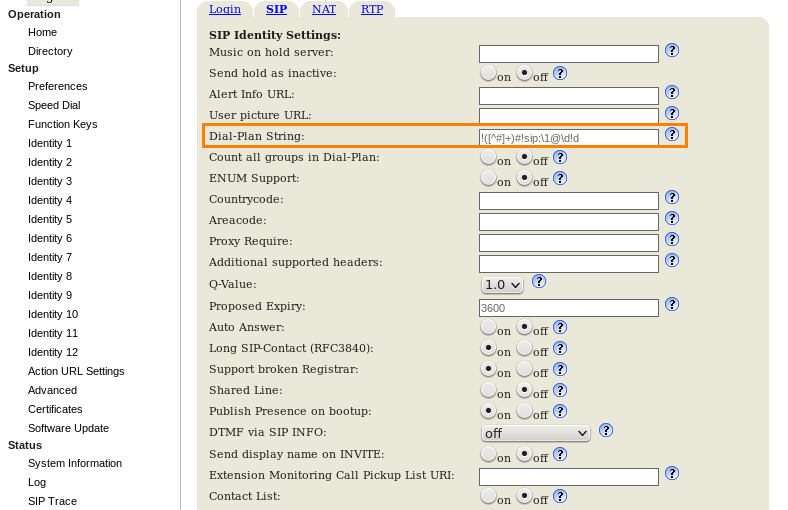 Operation
Home
Directory
Setup
Preferences
Speed Dial
Function Keys
Identity 1
Identity 2
Identity 3
Identity 4
Identity 5
Identity 6
Identity 7
Identity 8
Identity 9
Identity 10
Identity 11
Identity 12
Action URL Settings
Advanced
Certificates
Software Update
Status
System Information
Log
SIP Trace
Login SIP NAT RTP
SIP Identity Settings:
Music on hold server: ?
Send hold as inactive: on off ?
Alert Info URL: ?
User picture URL: ?
Dial-Plan String: !([^#]+)#!sip:\1@\d!d ?
Count all groups in Dial-Plan: on off ?
ENUM Support: on off ?
Countrycode: ?
Areacode: ?
Proxy Require: ?
Additional supported headers: ?
Q-Value: 1.0 ?
Proposed Expiry: 3600 ?
Auto Answer: on off ?
Long SIP-Contact (RFC3840): on off ?
Support broken Registrar: on off ?
Shared Line: on off ?
Publish Presence on bootup: on off ?
DTMF via SIP INFO: off ?
Send display name on INVITE: on off ?
Extension Monitoring Call Pickup List URI: ?
Contact List: on off ?